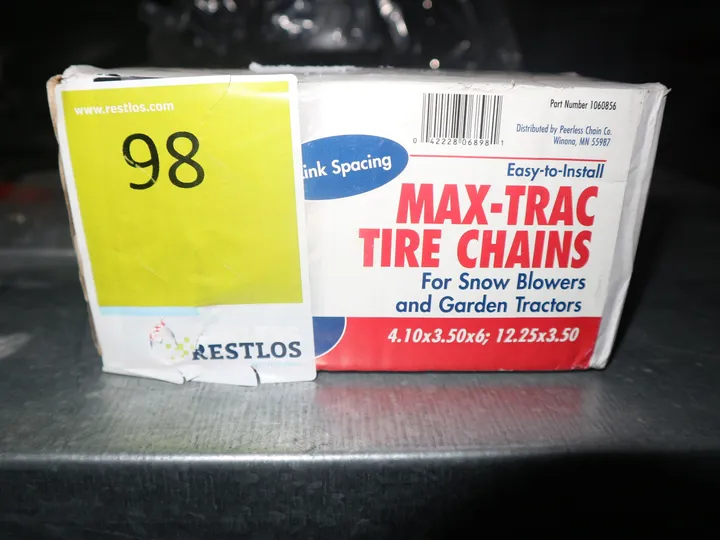 www.restlos.com
98
RESTLOS
ink Spacing
0 42228 06898 1
Part Number 1060856
Distributed by Peerless Chain Co.
Winona, MN 55987
Easy-to-Install
MAX-TRAC
TIRE CHAINS
For Snow Blowers
and Garden Tractors
4.10x3.50x6; 12.25x3.50